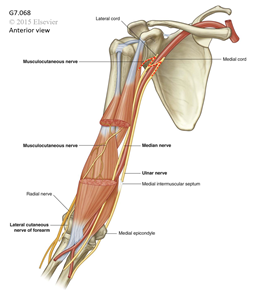 G7.068
© 2015 Elsevier
Anterior view
Lateral cord
Medial cord
Musculocutaneous nerve
Musculocutaneous nerve
Median nerve
Ulnar nerve
Medial intermuscular septum
Radial nerve
Lateral cutaneous
nerve of forearm
Medial epicondyle